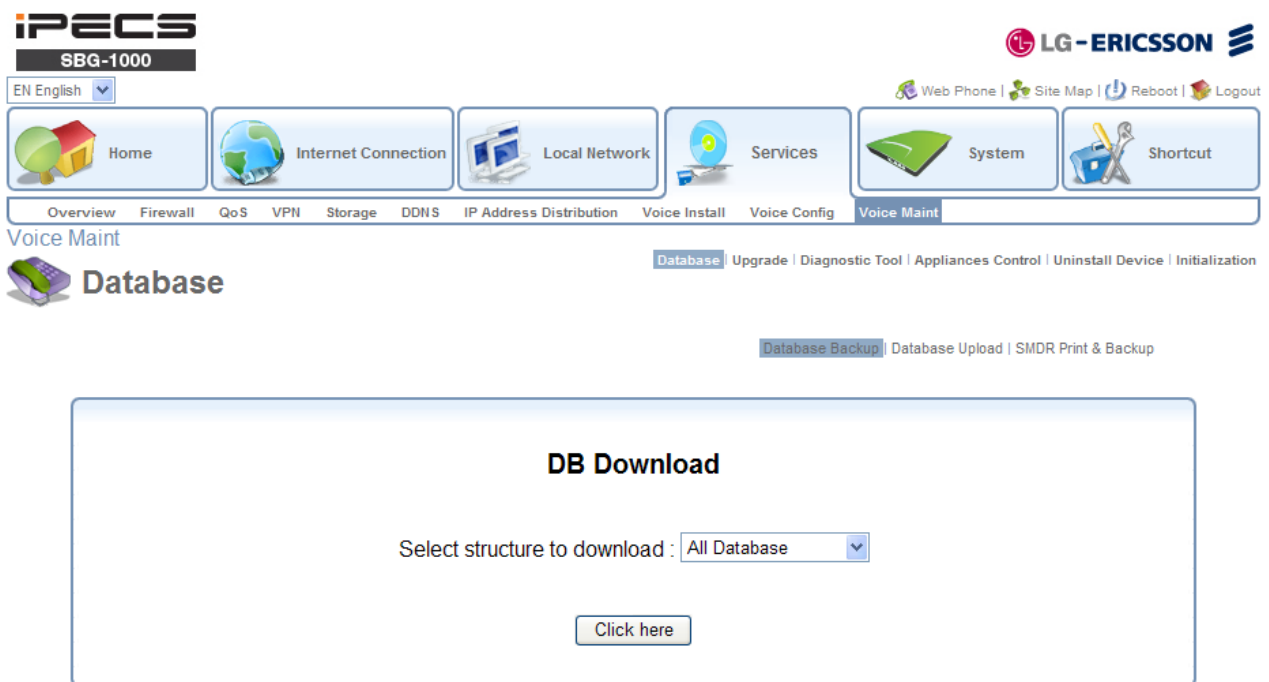 iPECS
SBG-1000
LG-ERICSSON
EN English
Web Phone | Site Map | Reboot | Logout
Home
Internet Connection
Local Network
Services
System
Shortcut
Overview Firewall QoS VPN Storage DDNS IP Address Distribution Voice Install Voice Config Voice Maint
Voice Maint
Database | Upgrade | Diagnostic Tool | Appliances Control | Uninstall Device | Initialization
Database
Database Backup | Database Upload | SMDR Print & Backup
DB Download
Select structure to download : All Database
Click here